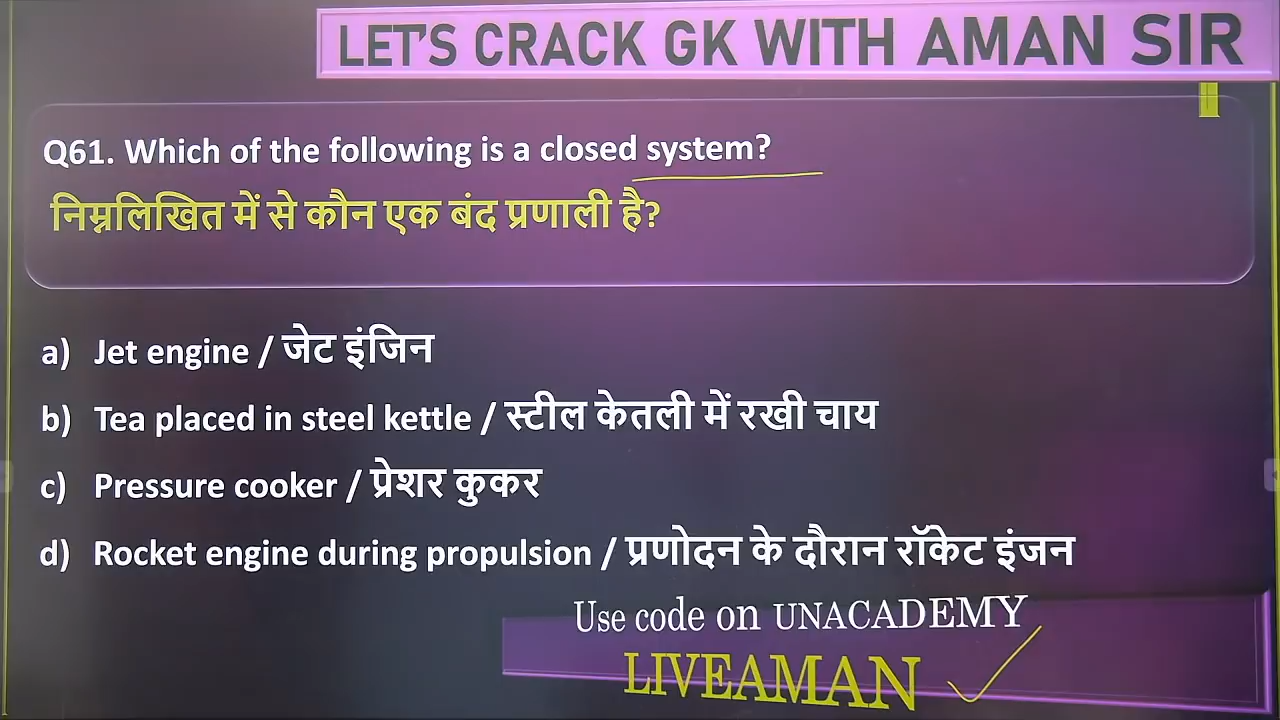 LET'S CRACK GK WITH AMAN SIR
Q61. Which of the following is a closed system?
निम्नलिखित में से कौन एक बंद प्रणाली है?
a) Jet engine / जेट इंजिन
b) Tea placed in steel kettle / स्टील केतली में रखी चाय
c) Pressure cooker / प्रेशर कुकर
d) Rocket engine during propulsion / प्रणोदन के दौरान रॉकेट इंजन
Use code on UNACADEMY
LIVEAMAN